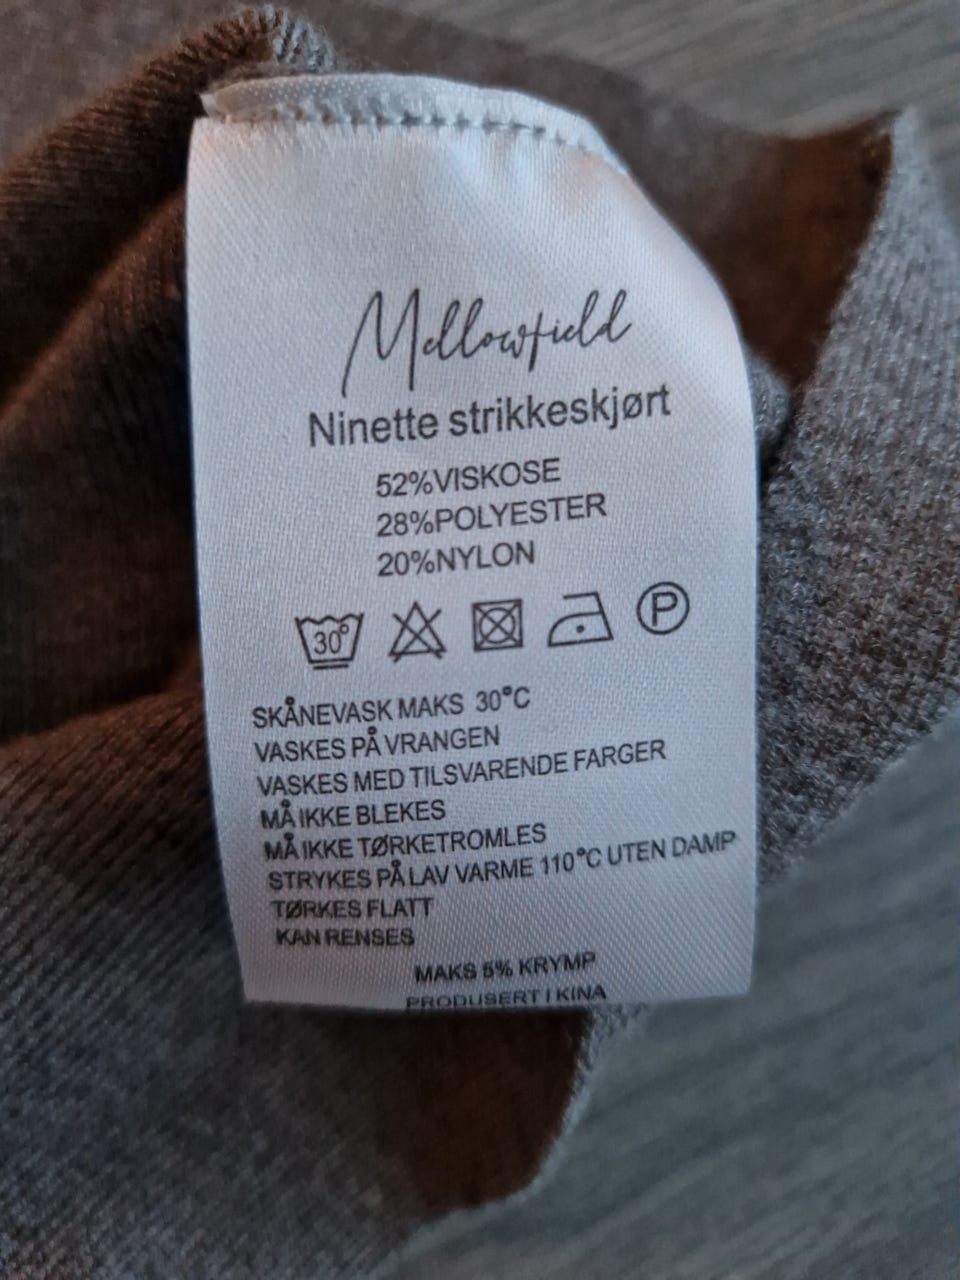 Mellowfield
Ninette strikkeskjørt
52%VISKOSE
28%POLYESTER
20%NYLON
30° P
SKÅNEVASK MAKS 30°C
VASKES PÅ VRANGEN
VASKES MED TILSVARENDE FARGER
MÅ IKKE BLEKES
MÅ IKKE TØRKETROMLES
STRYKES PÅ LAV VARME 110°C UTEN DAMP
TØRKES FLATT
KAN RENSES
MAKS 5% KRYMP
PRODUSERT I KINA